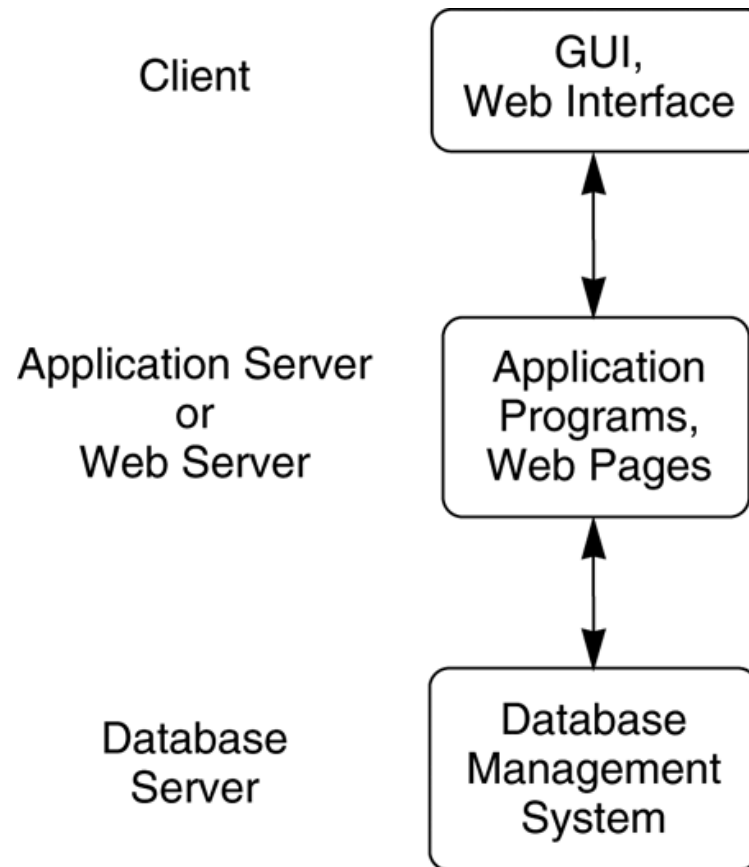 Client
GUI,
Web Interface
Application Server
or
Web Server
Application
Programs,
Web Pages
Database
Server
Database
Management
System